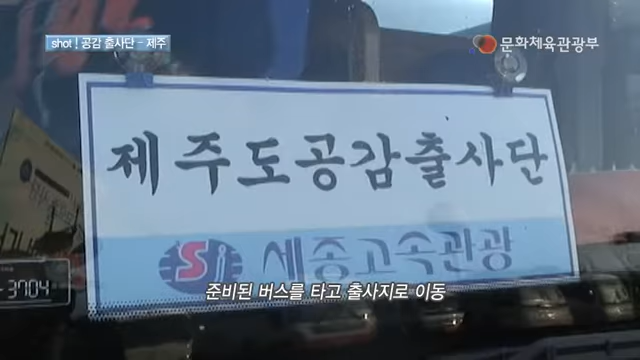 shot ! 공감 출사단 - 제주
문화체육관광부
제주도공감출사단
Sj 세종고속관광
3704
준비된 버스를 타고 출사지로 이동